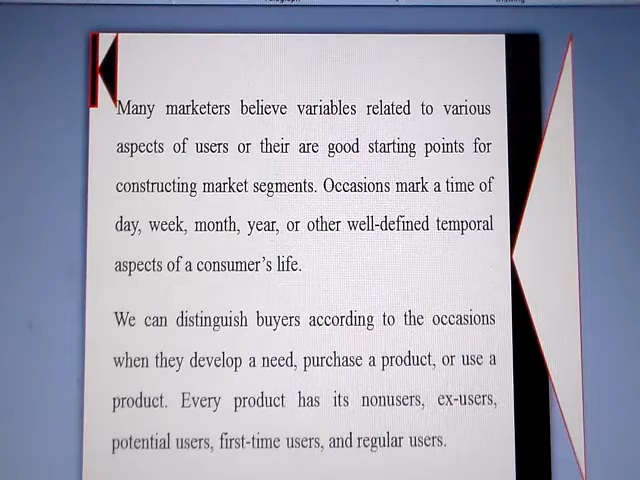 Many marketers believe variables related to various
aspects of users or their are good starting points for
constructing market segments. Occasions mark a time of
day, week, month, year, or other well-defined temporal
aspects of a consumer's life.
We can distinguish buyers according to the occasions
when they develop a need, purchase a product, or use a
product. Every product has its nonusers, ex-users,
potential users, first-time users, and regular users.